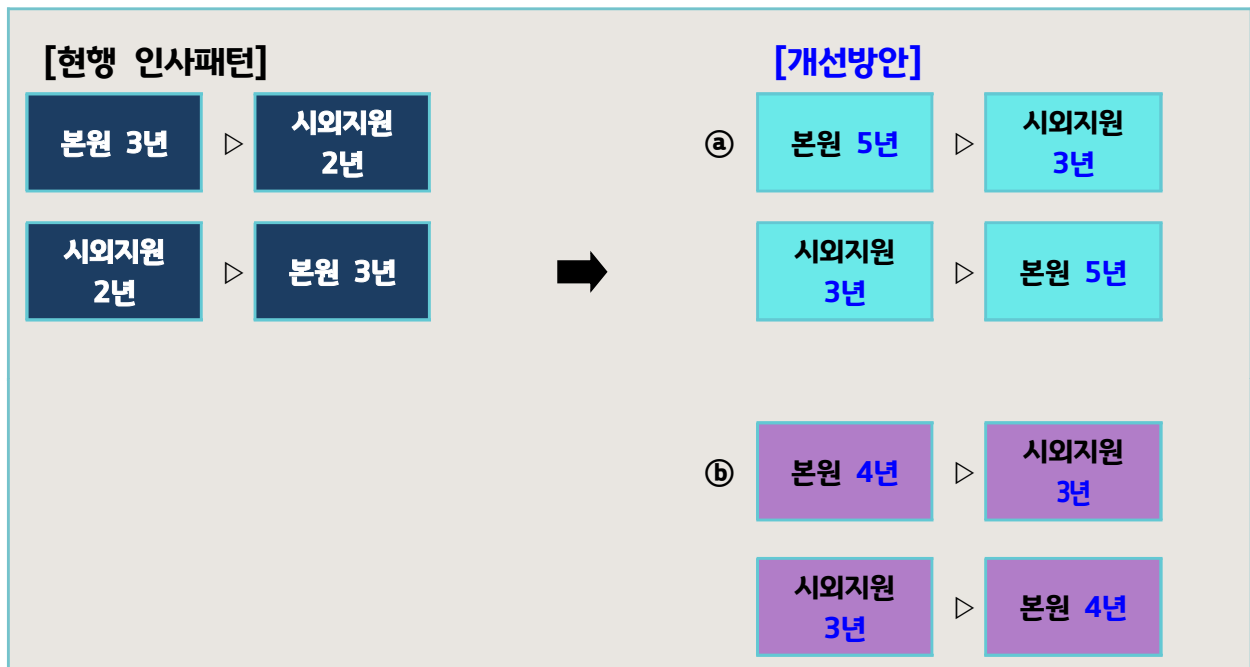 [현행 인사패턴]
본원 3년 ▷ 시외지원
2년
시외지원
2년 ▷ 본원 3년
[개선방안]
ⓐ 본원 5년 ▷ 시외지원
3년
시외지원
3년 ▷ 본원 5년
ⓑ 본원 4년 ▷ 시외지원
3년
시외지원
3년 ▷ 본원 4년